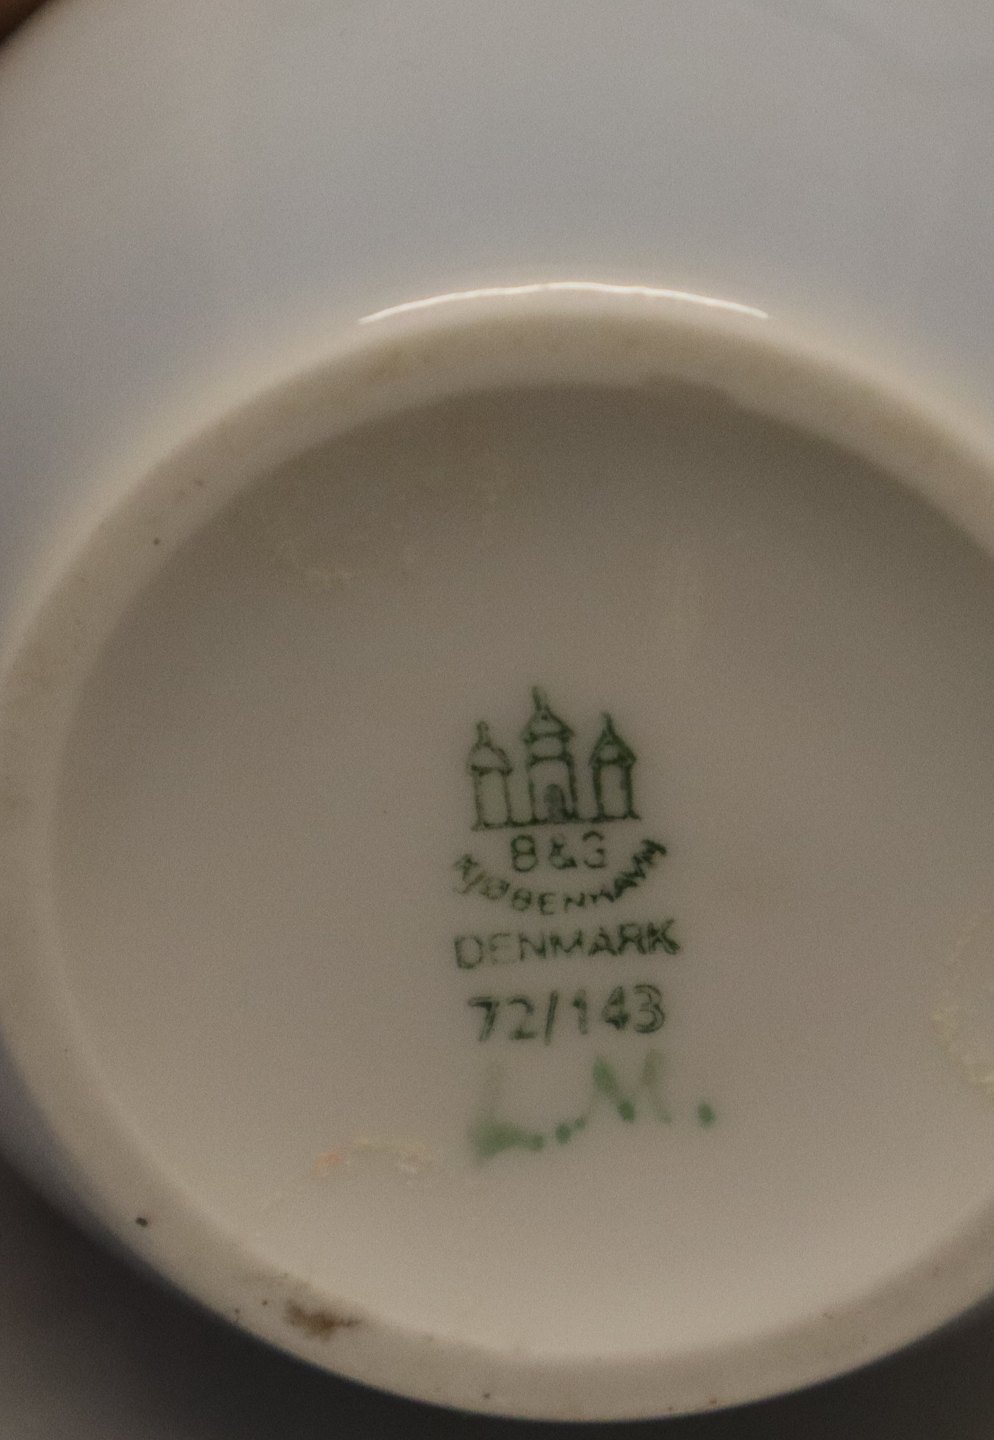 B&G
KJØBENHAVN
DENMARK
72/143
L.M.